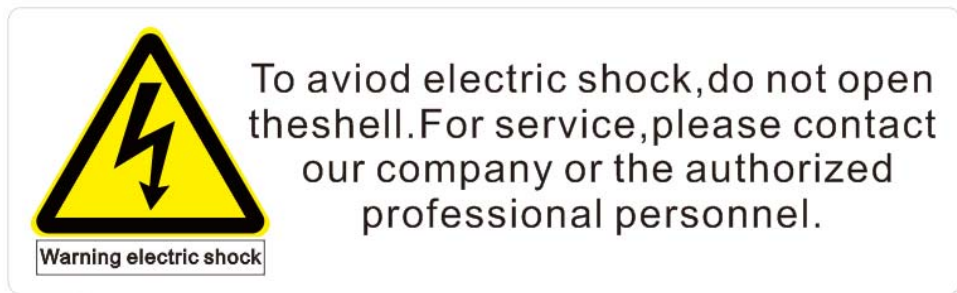 To aviod electric shock,do not open
theshell.For service,please contact
our company or the authorized
professional personnel.
Warning electric shock